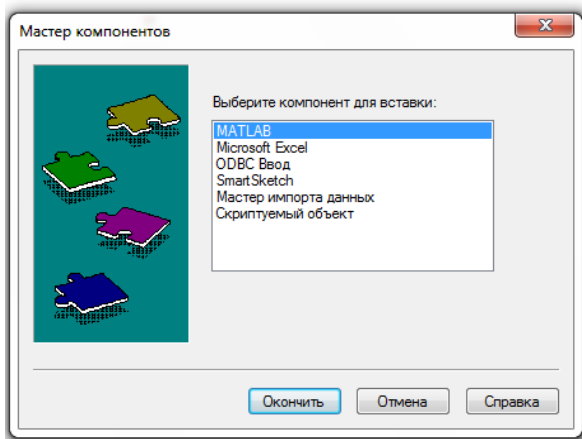 Мастер компонентов
Выберите компонент для вставки:
MATLAB
Microsoft Excel
ODBC Ввод
SmartSketch
Мастер импорта данных
Скриптуемый объект
Окончить Отмена Справка